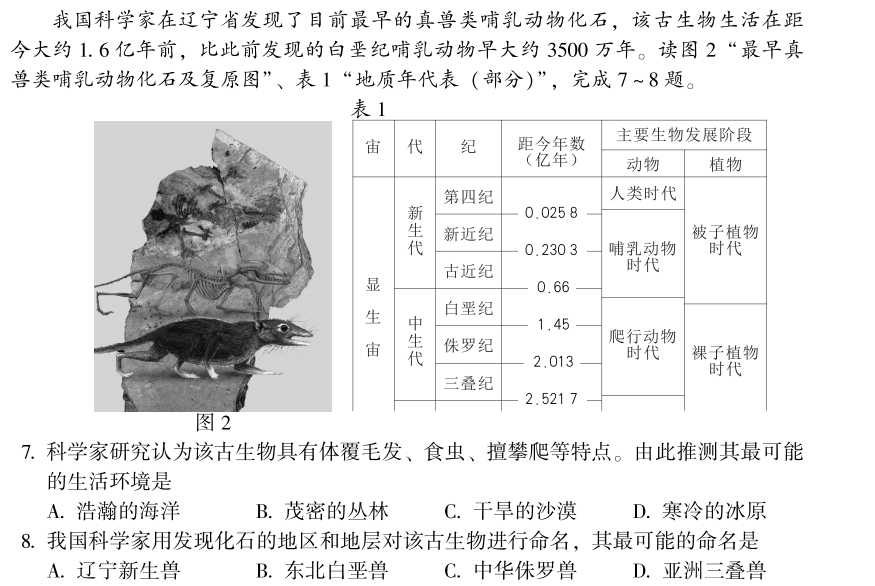 我国科学家在辽宁省发现了目前最早的真兽类哺乳动物化石，该古生物生活在距
今大约1.6亿年前，比此前发现的白垩纪哺乳动物早大约3500万年。读图2“最早真
兽类哺乳动物化石及复原图”、表1“地质年代表（部分）”，完成7~8题。
表1
宙 代 纪 距今年数（亿年） 主要生物发展阶段
动物 植物
显生宙
新生代
中生代
第四纪
0.025 8
新近纪
0.230 3
古近纪
0.66
白垩纪
1.45
侏罗纪
2.013
三叠纪
2.521 7
人类时代
哺乳动物时代
爬行动物时代
被子植物时代
裸子植物时代
图2
7. 科学家研究认为该古生物具有体覆毛发、食虫、擅攀爬等特点。由此推测其最可能
的生活环境是
A. 浩瀚的海洋 B. 茂密的丛林 C. 干旱的沙漠 D. 寒冷的冰原
8. 我国科学家用发现化石的地区和地层对该古生物进行命名，其最可能的命名是
A. 辽宁新生兽 B. 东北白垩兽 C. 中华侏罗兽 D. 亚洲三叠兽